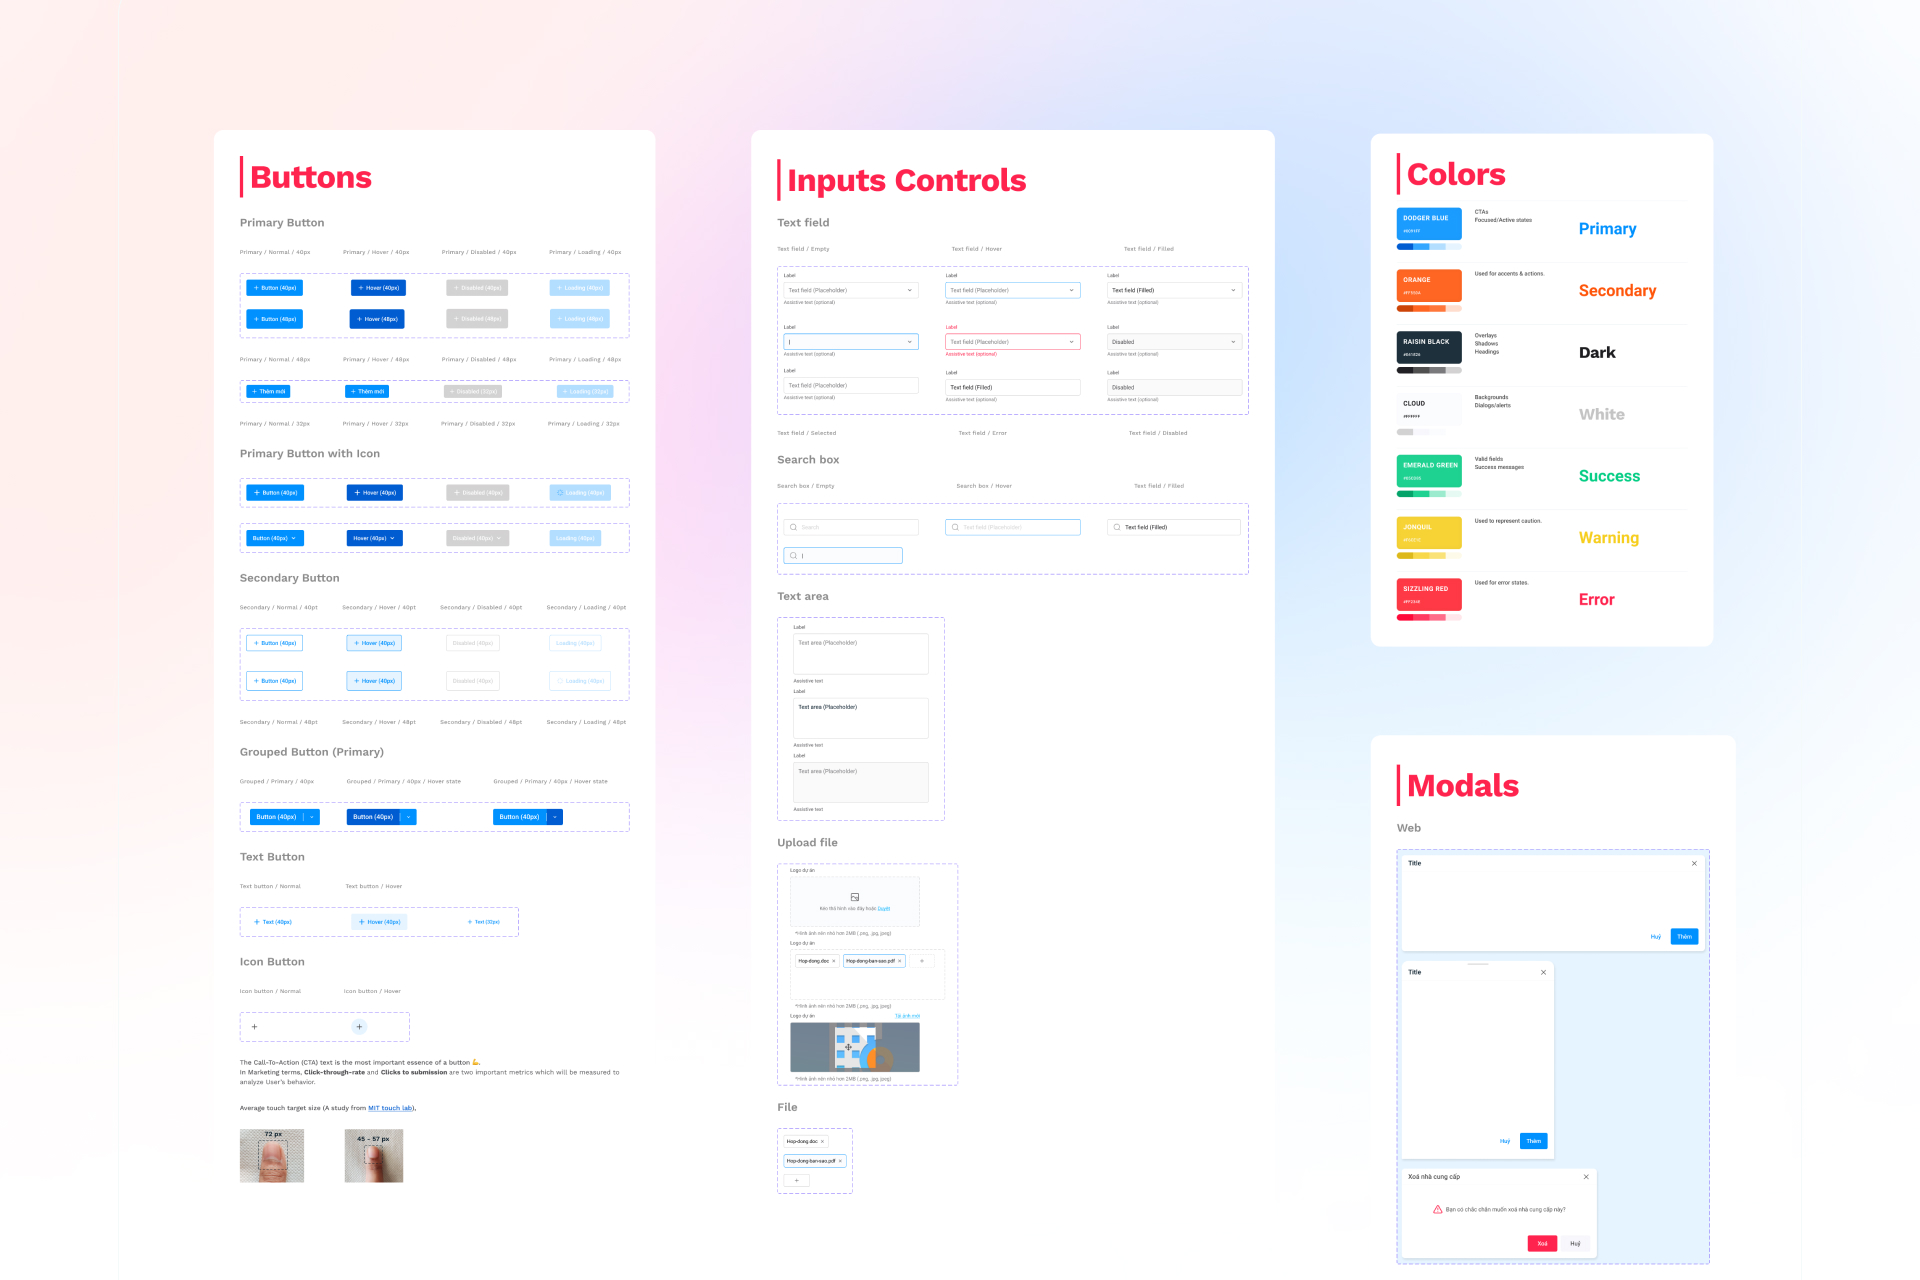 Buttons
Primary Button
Primary / Normal / 40px
Primary / Hover / 40px
Primary / Disabled / 40px
Primary / Loading / 40px
+ Button (40px)
+ Hover (40px)
+ Disabled (40px)
+ Loading (40px)
+ Button (48px)
+ Hover (48px)
+ Disabled (48px)
+ Loading (48px)
Primary / Normal / 48px
Primary / Hover / 48px
Primary / Disabled / 48px
Primary / Loading / 48px
+ Thêm mới
+ Thêm mới
+ Disabled (32px)
+ Loading (32px)
Primary / Normal / 32px
Primary / Hover / 32px
Primary / Disabled / 32px
Primary / Loading / 32px
Primary Button with Icon
+ Button (40px)
+ Hover (40px)
+ Disabled (40px)
Loading (40px)
Button (40px)
Hover (40px)
Disabled (40px)
Loading (40px)
Secondary Button
Secondary / Normal / 40pt
Secondary / Hover / 40pt
Secondary / Disabled / 40pt
Secondary / Loading / 40pt
+ Button (40px)
+ Hover (40px)
Disabled (40px)
Loading (40px)
+ Button (40px)
+ Hover (40px)
Disabled (40px)
Loading (48px)
Secondary / Normal / 48pt
Secondary / Hover / 48pt
Secondary / Disabled / 48pt
Secondary / Loading / 48pt
Grouped Button (Primary)
Grouped / Primary / 40px
Grouped / Primary / 40px / Hover state
Grouped / Primary / 40px / Hover state
Button (40px)
Button (40px)
Button (40px)
Text Button
Text button / Normal
Text button / Hover
+ Text (40px)
+ Hover (40px)
+ Text (32px)
Icon Button
Icon button / Normal
Icon button / Hover
+
+
The Call-To-Action (CTA) text is the most important essence of a button 💪.
In Marketing terms, Click-through-rate and Clicks to submission are two important metrics which will be measured to
analyze User's behavior.
Average touch target size (A study from MIT touch lab),
72 px
45 - 57 px
Inputs Controls
Text field
Text field / Empty
Text field / Hover
Text field / Filled
Label
Label
Label
Text field (Placeholder)
Text field (Placeholder)
Text field (Filled)
Assistive text (optional)
Assistive text (optional)
Assistive text (optional)
Label
Label
Label
|
Text field (Placeholder)
Disabled
Assistive text (optional)
Assistive text (optional)
Assistive text (optional)
Label
Label
Label
Text field (Placeholder)
Text field (Filled)
Disabled
Assistive text (optional)
Assistive text (optional)
Assistive text (optional)
Text field / Selected
Text field / Error
Text field / Disabled
Search box
Search box / Empty
Search box / Hover
Text field / Filled
Search
Text field (Placeholder)
Text field (Filled)
|
Text area
Label
Text area (Placeholder)
Assistive text
Label
Text area (Placeholder)
Assistive text
Label
Text area (Placeholder)
Assistive text
Upload file
Logo dự án
Kéo thả hình vào đây hoặc Duyệt
*Hình ảnh nên nhỏ hơn 2MB (.png, .jpg, jpeg)
Logo dự án
Hop-dong.doc ×
Hop-dong-ban-sao.pdf ×
+
*Hình ảnh nên nhỏ hơn 2MB (.png, .jpg, jpeg)
Logo dự án
Tải ảnh mới
*Hình ảnh nên nhỏ hơn 2MB (.png, .jpg, jpeg)
File
Hop-dong.doc ×
Hop-dong-ban-sao.pdf ×
+
Colors
DODGER BLUE
CTAs
Focused/Active states
Primary
ORANGE
Used for accents & actions.
Secondary
RAISIN BLACK
Overlays
Shadows
Headings
Dark
CLOUD
#FFFFFF
Backgrounds
Dialogs/alerts
White
EMERALD GREEN
Valid fields
Success messages
Success
JONQUIL
Used to represent caution.
Warning
SIZZLING RED
Used for error states.
Error
Modals
Web
Title
Huỷ
Thêm
Title
Huỷ
Thêm
Xoá nhà cung cấp
Bạn có chắc chắn muốn xoá nhà cung cấp này?
Xoá
Huỷ